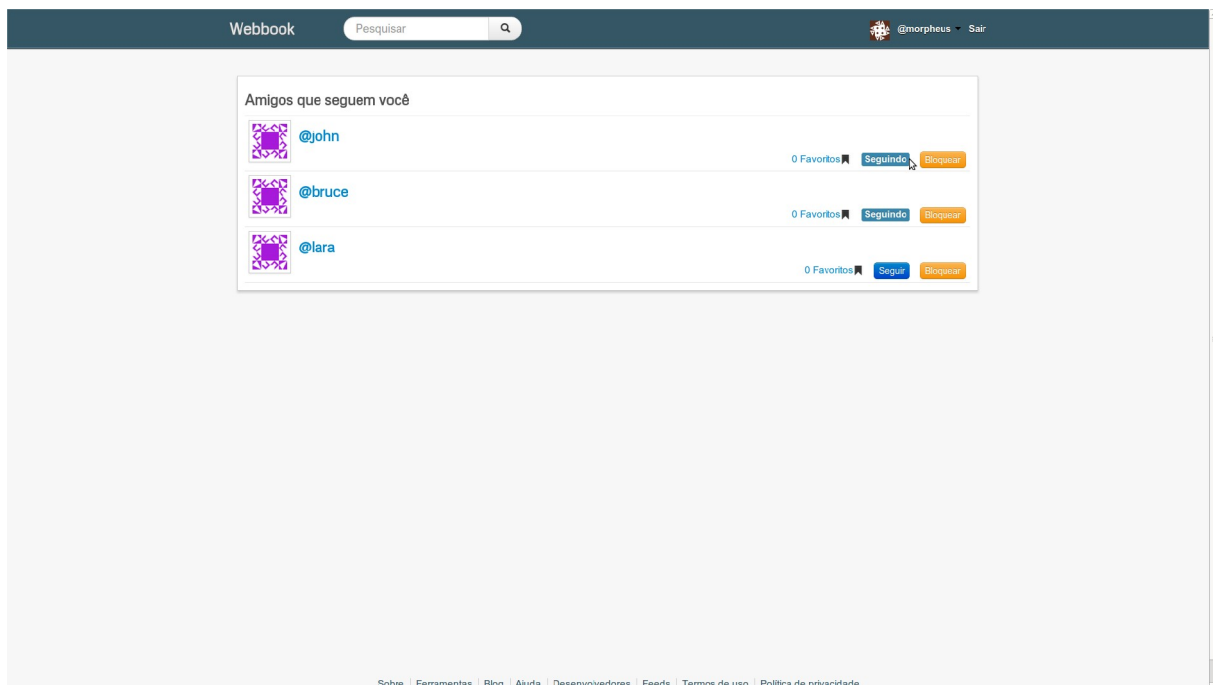 Webbook Pesquisar @morpheus Sair
Amigos que seguem você
@john
0 Favoritos Seguindo Bloquear
@bruce
0 Favoritos Seguindo Bloquear
@lara
0 Favoritos Seguir Bloquear
Sobre Ferramentas Blog Ajuda Desenvolvedores Feeds Termos de uso Política de privacidade